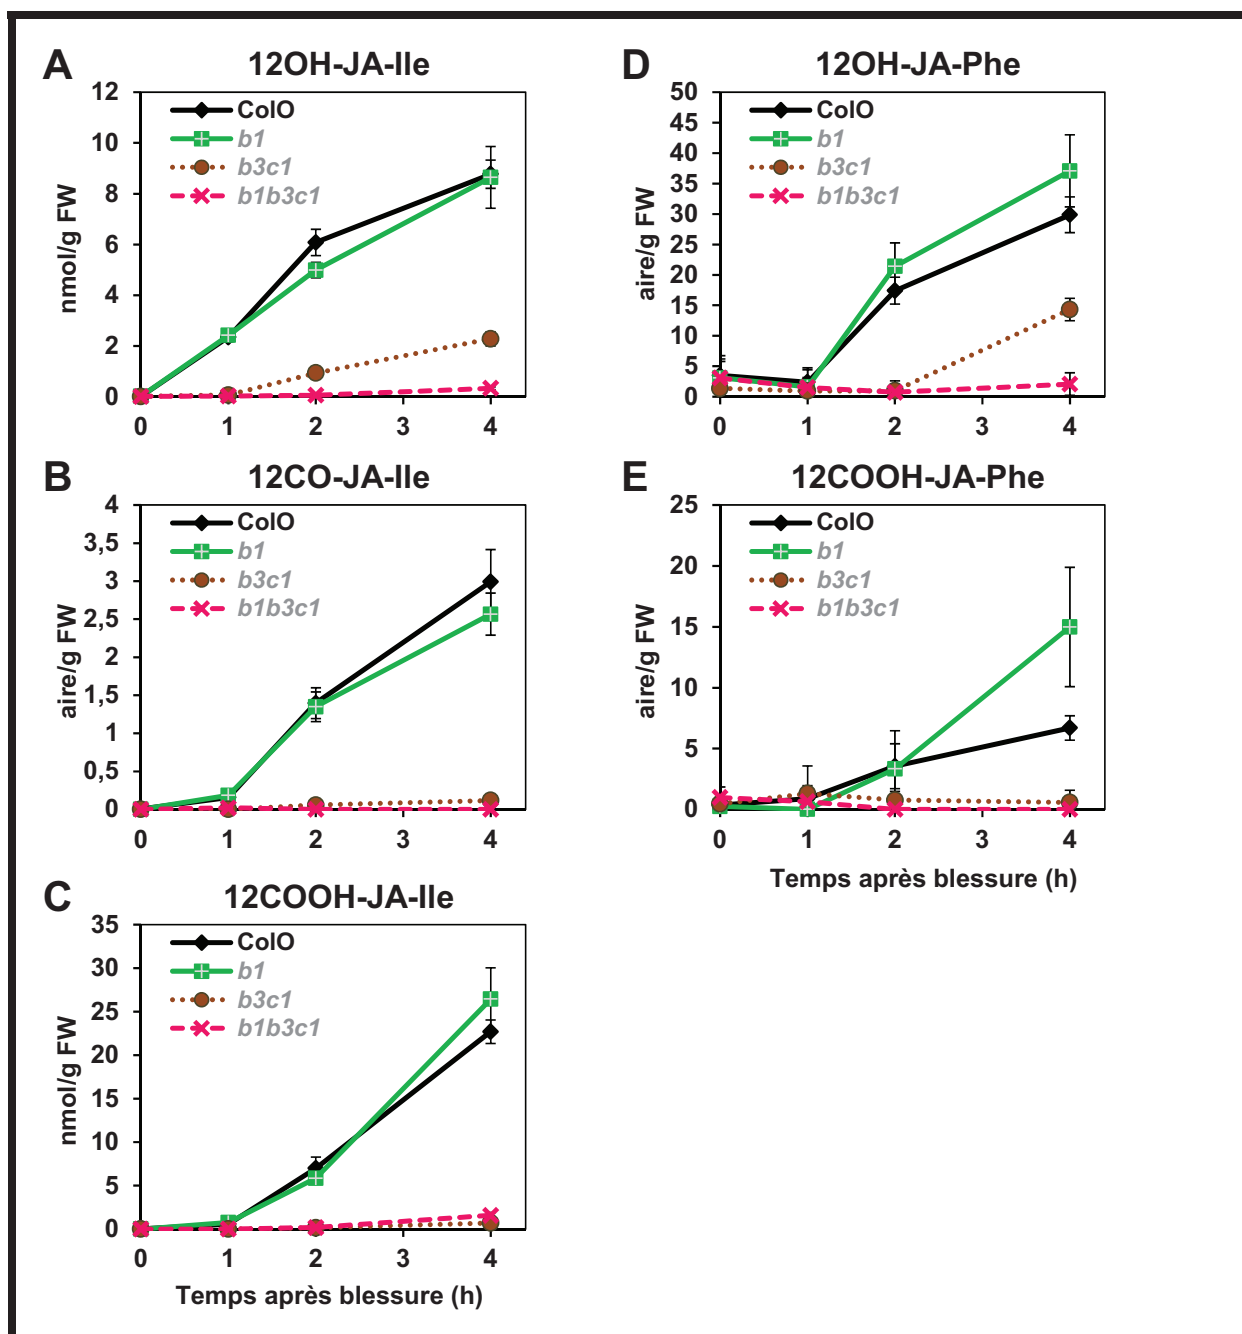 A
12OH-JA-Ile
nmol/g FW
12
10
8
6
4
2
0
ColO
b1
b3c1
b1b3c1
0 1 2 3 4
D
12OH-JA-Phe
aire/g FW
50
45
40
35
30
25
20
15
10
5
0
ColO
b1
b3c1
b1b3c1
0 1 2 3 4
B
12CO-JA-Ile
aire/g FW
4
3,5
3
2,5
2
1,5
1
0,5
0
ColO
b1
b3c1
b1b3c1
0 1 2 3 4
E
12COOH-JA-Phe
aire/g FW
25
20
15
10
5
0
ColO
b1
b3c1
b1b3c1
0 1 2 3 4
Temps après blessure (h)
C
12COOH-JA-Ile
nmol/g FW
35
30
25
20
15
10
5
0
ColO
b1
b3c1
b1b3c1
0 1 2 3 4
Temps après blessure (h)